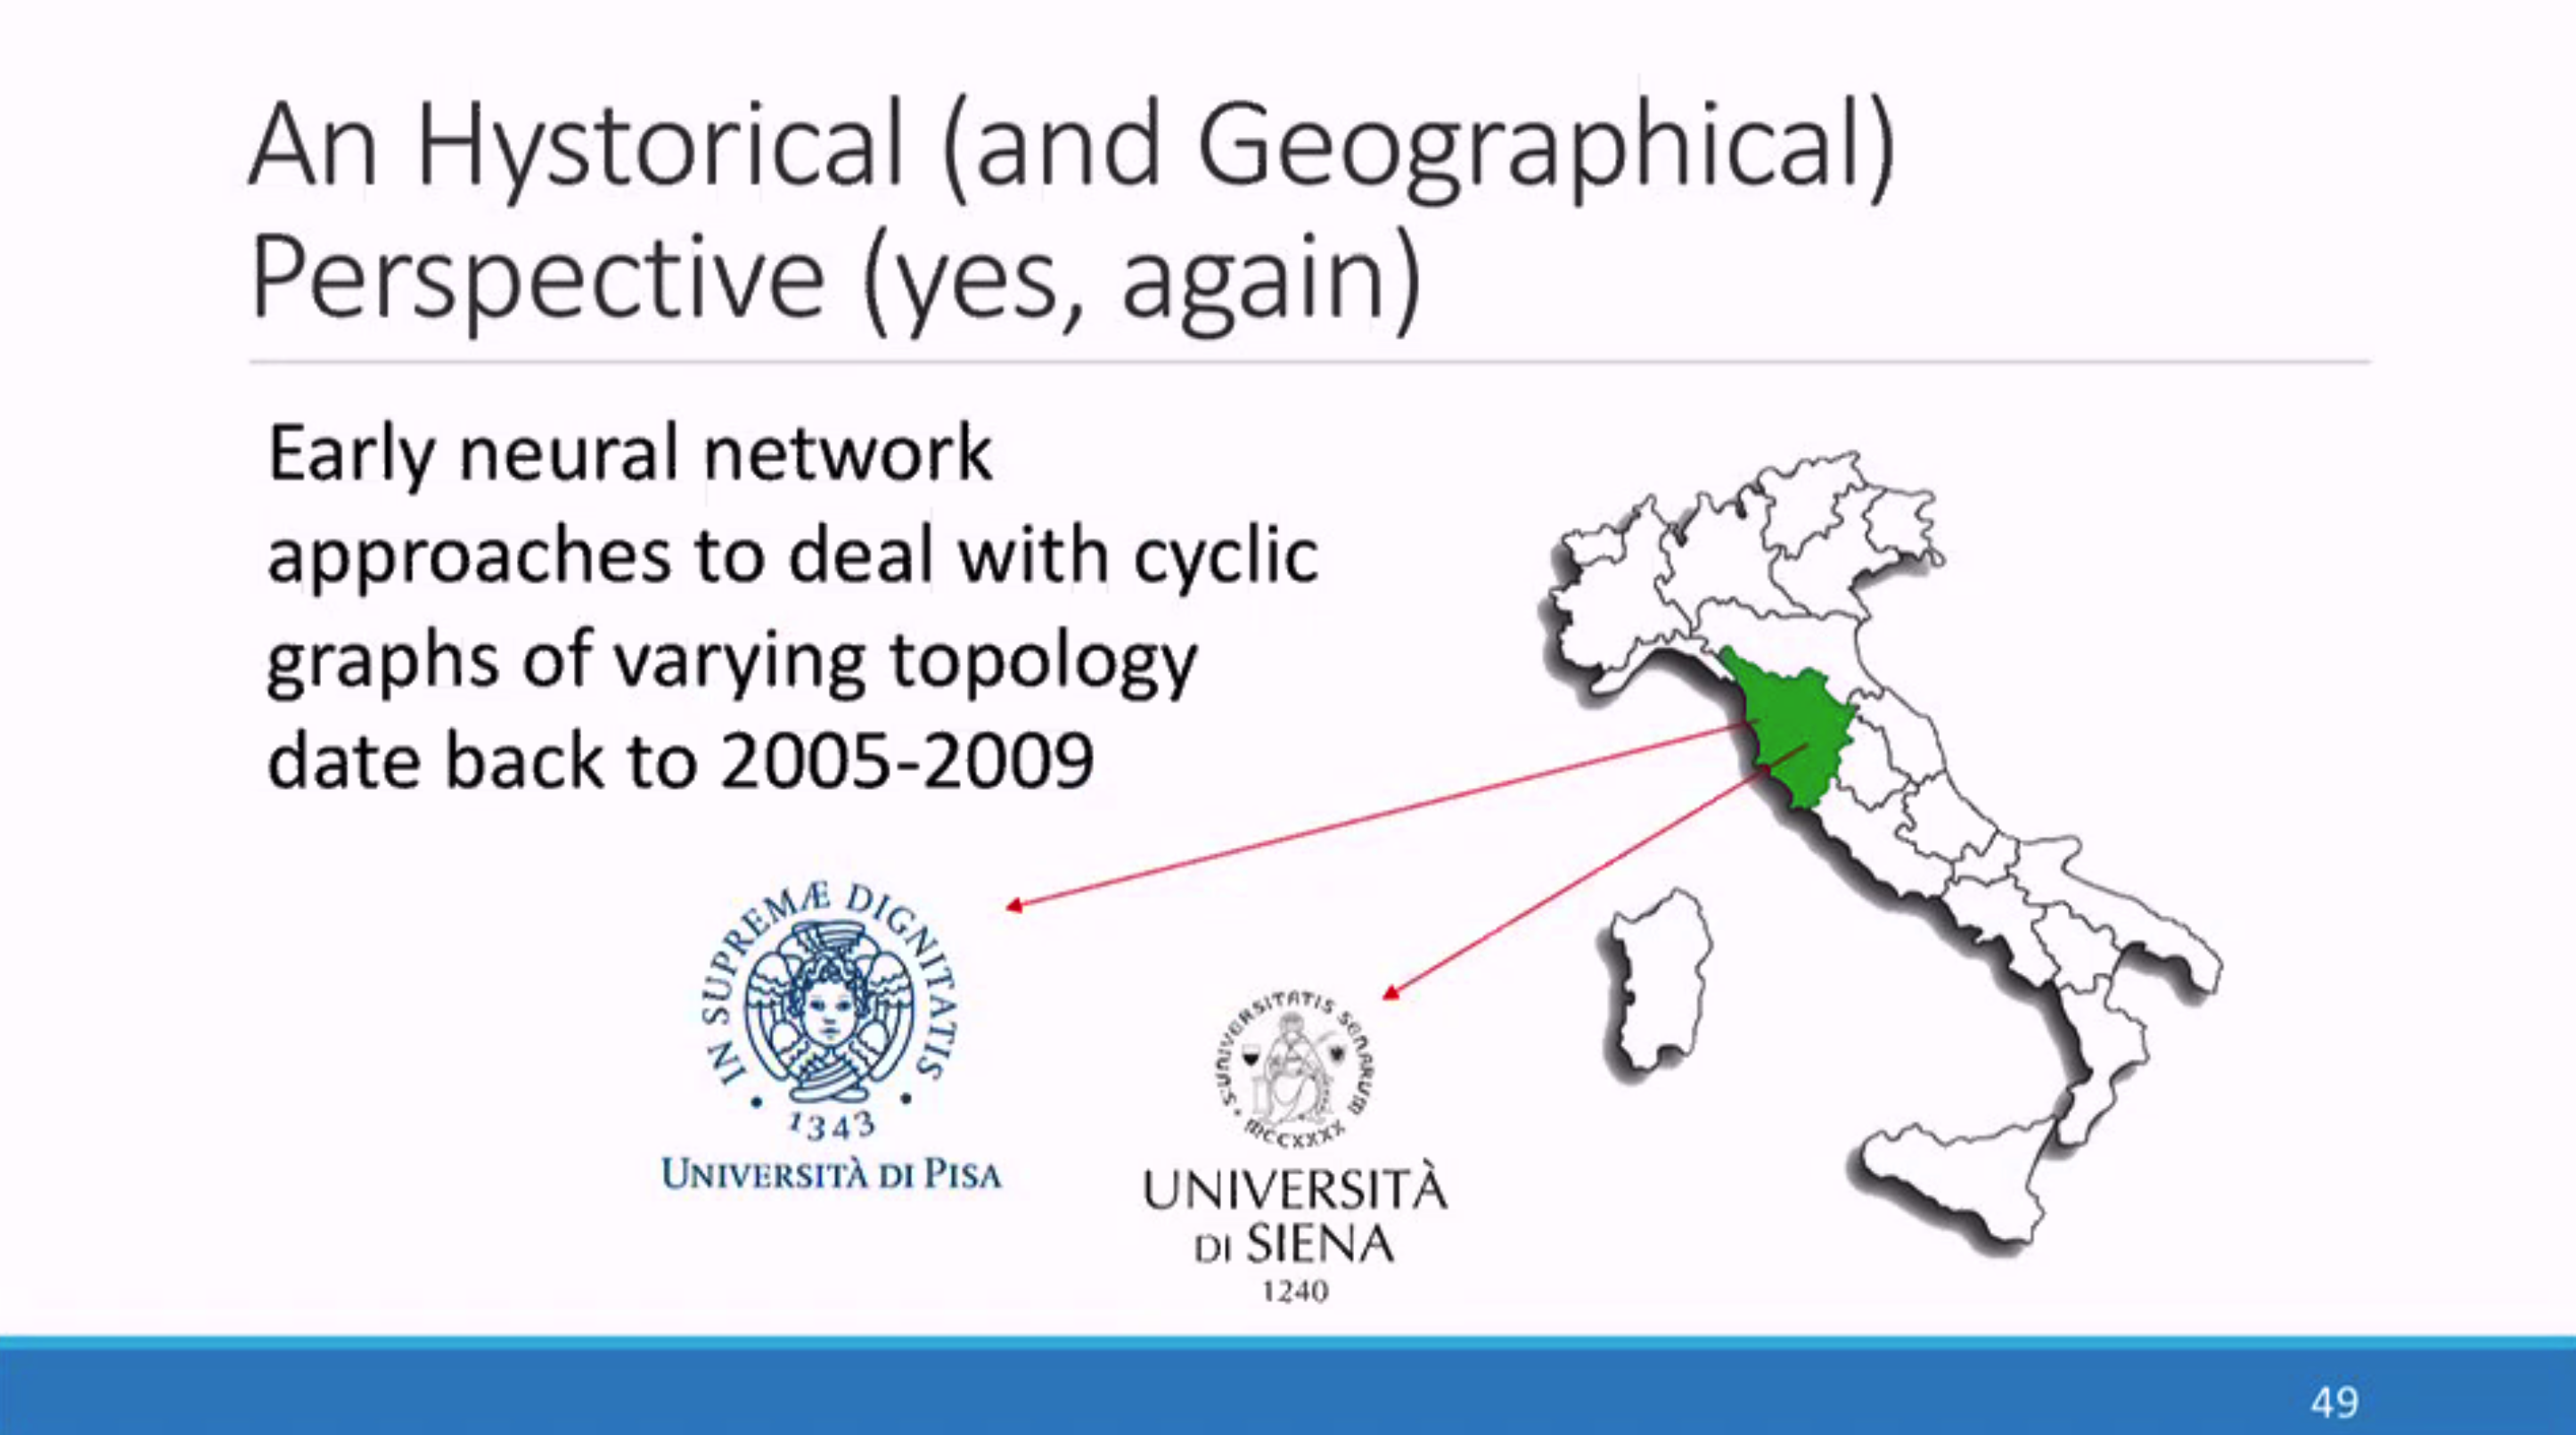 An Hystorical (and Geographical)
Perspective (yes, again)
Early neural network
approaches to deal with cyclic
graphs of varying topology
date back to 2005-2009
IN SUPREMÆ DIGNITATIS
1343
UNIVERSITÀ DI PISA
S·UNIVERSITATIS SENARUM
MCCXXXX
UNIVERSITÀ
DI SIENA
1240
49